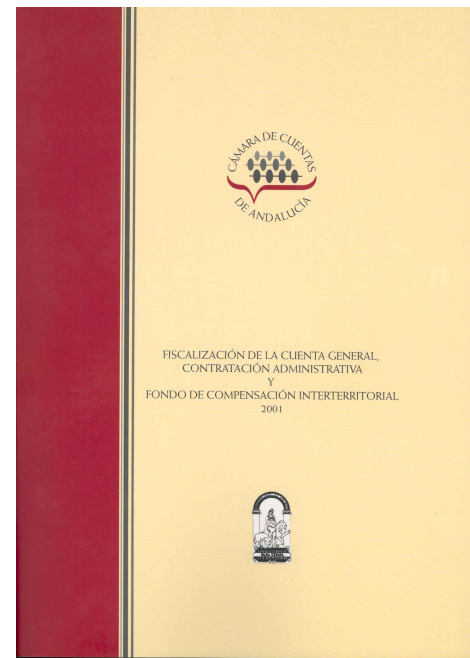 CÁMARA DE CUENTAS
DE ANDALUCÍA
FISCALIZACIÓN DE LA CUENTA GENERAL,
CONTRATACIÓN ADMINISTRATIVA
Y
FONDO DE COMPENSACIÓN INTERTERRITORIAL
2001